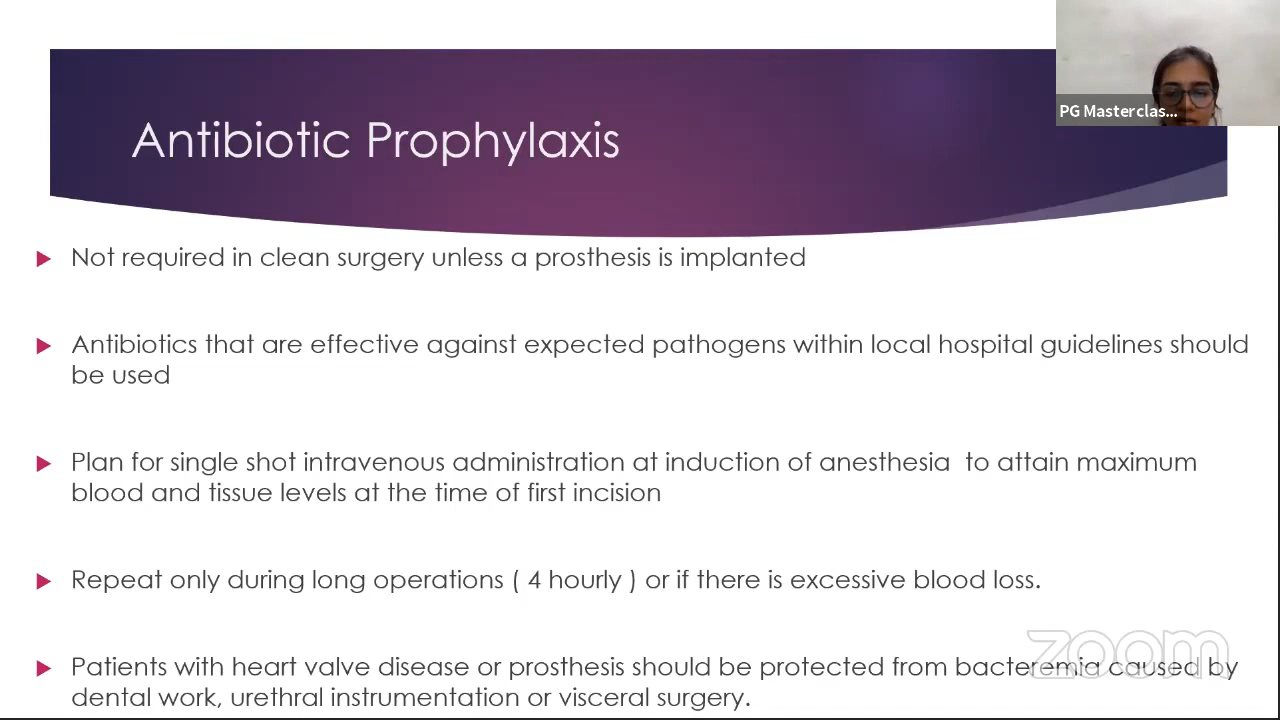 PG Masterclas...
Antibiotic Prophylaxis
Not required in clean surgery unless a prosthesis is implanted
Antibiotics that are effective against expected pathogens within local hospital guidelines should
be used
Plan for single shot intravenous administration at induction of anesthesia to attain maximum
blood and tissue levels at the time of first incision
Repeat only during long operations ( 4 hourly ) or if there is excessive blood loss.
Patients with heart valve disease or prosthesis should be protected from bacteremia caused by
dental work, urethral instrumentation or visceral surgery.
zoom